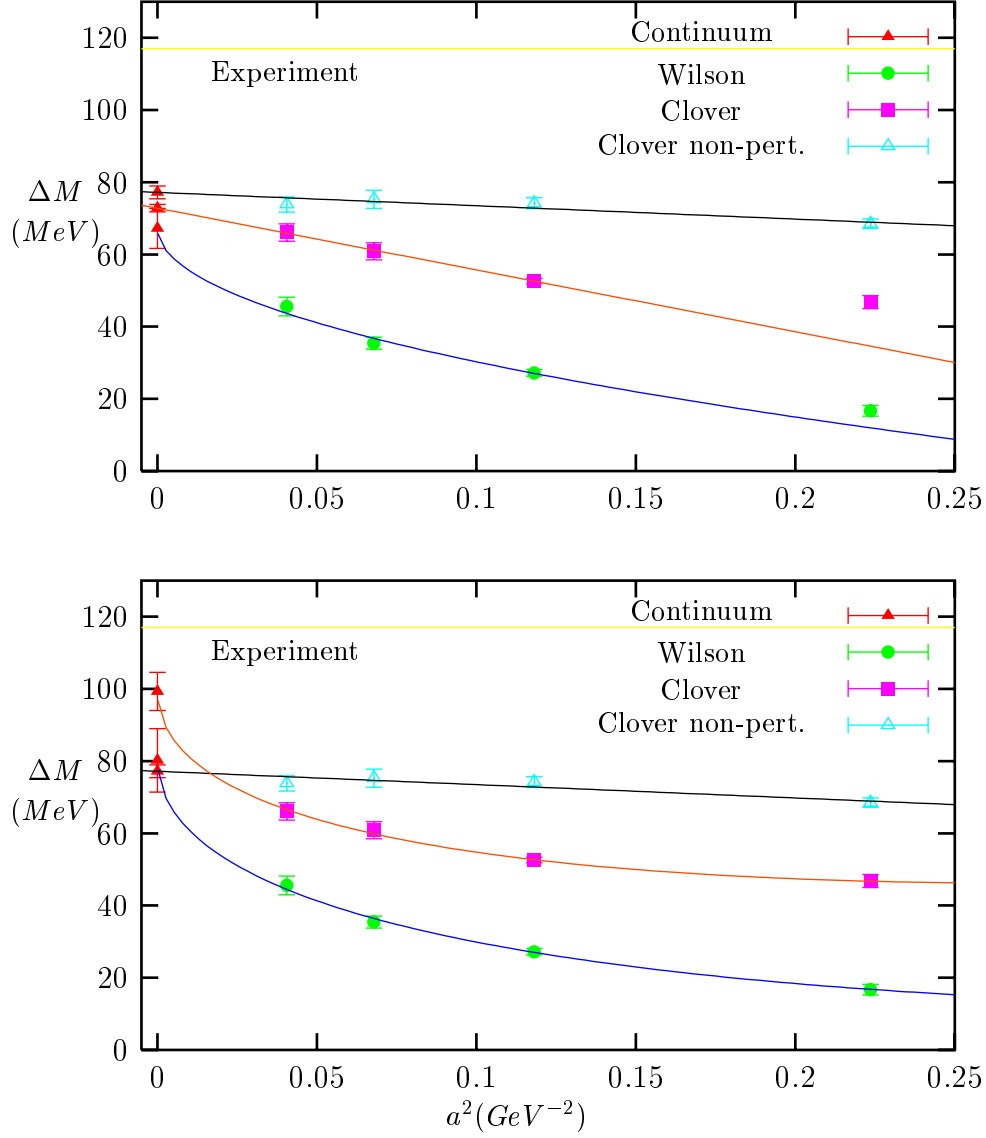 120
100
80
60
40
20
0
ΔM
(MeV)
Experiment
Continuum
Wilson
Clover
Clover non-pert.
0 0.05 0.1 0.15 0.2 0.25
120
100
80
60
40
20
0
ΔM
(MeV)
Experiment
Continuum
Wilson
Clover
Clover non-pert.
0 0.05 0.1 0.15 0.2 0.25
a²(GeV⁻²)